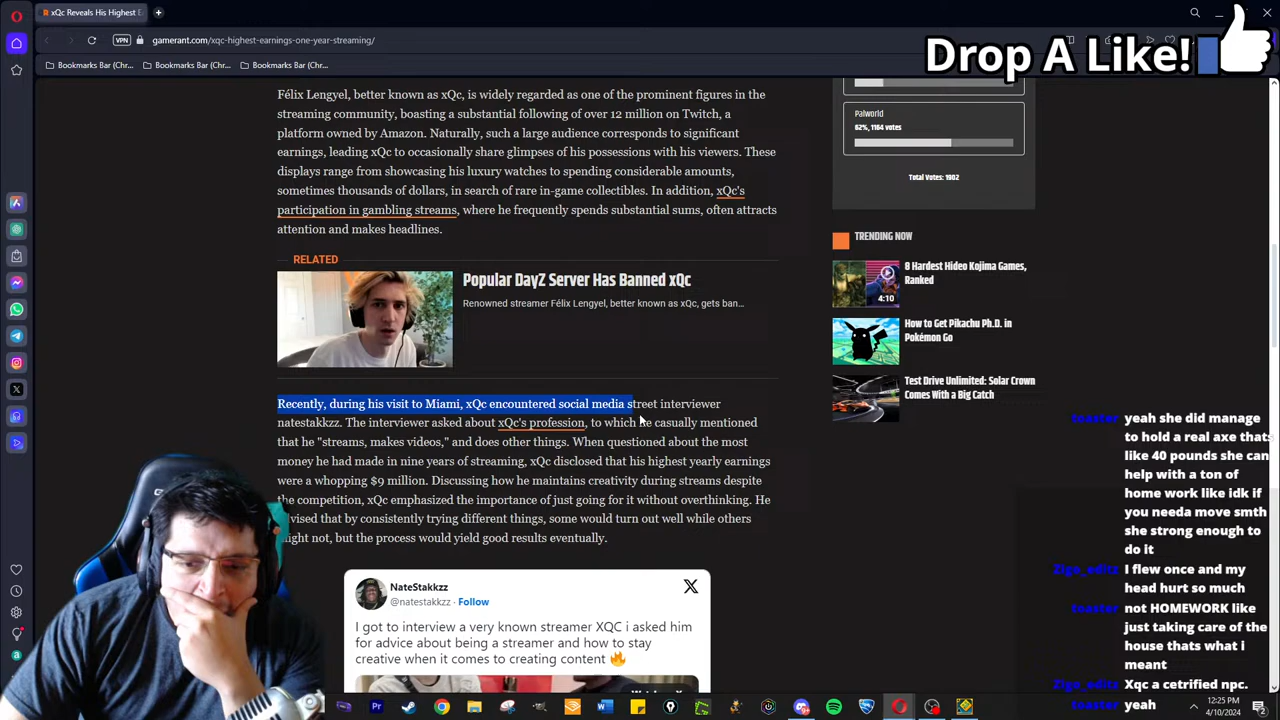 xQc Reveals His Highest E
VPN
gamerant.com/xqc-highest-earnings-one-year-streaming/
Bookmarks Bar (Chr...
Bookmarks Bar (Chr...
Bookmarks Bar (Chr...
Drop A Like!
Félix Lengyel, better known as xQc, is widely regarded as one of the prominent figures in the
streaming community, boasting a substantial following of over 12 million on Twitch, a
platform owned by Amazon. Naturally, such a large audience corresponds to significant
earnings, leading xQc to occasionally share glimpses of his possessions with his viewers. These
displays range from showcasing his luxury watches to spending considerable amounts,
sometimes thousands of dollars, in search of rare in-game collectibles. In addition, xQc's
participation in gambling streams, where he frequently spends substantial sums, often attracts
attention and makes headlines.
RELATED
Popular DayZ Server Has Banned xQc
Renowned streamer Félix Lengyel, better known as xQc, gets ban...
Recently, during his visit to Miami, xQc encountered social media street interviewer
natestakkzz. The interviewer asked about xQc's profession, to which he casually mentioned
that he "streams, makes videos," and does other things. When questioned about the most
money he had made in nine years of streaming, xQc disclosed that his highest yearly earnings
were a whopping $9 million. Discussing how he maintains creativity during streams despite
the competition, xQc emphasized the importance of just going for it without overthinking. He
vised that by consistently trying different things, some would turn out well while others
ight not, but the process would yield good results eventually.
NateStakkzz
@natestakkzz · Follow
I got to interview a very known streamer XQC i asked him
for advice about being a streamer and how to stay
creative when it comes to creating content 🔥
Palworld
62%, 1164 votes
Total Votes: 1902
TRENDING NOW
8 Hardest Hideo Kojima Games,
Ranked
4:10
How to Get Pikachu Ph.D. in
Pokémon Go
Test Drive Unlimited: Solar Crown
Comes With a Big Catch
toaster yeah she did manage
to hold a real axe thats
like 40 pounds she can
help with a ton of
home work like idk if
you needa move smth
she strong enough to
do it
Zigo_editz I flew once and my
head hurt so much
toaster not HOMEWORK like
just taking care of the
house thats what i
meant
Zigo_editz Xqc a cetrified npc.
toaster yeah
12:25 PM
4/10/2024